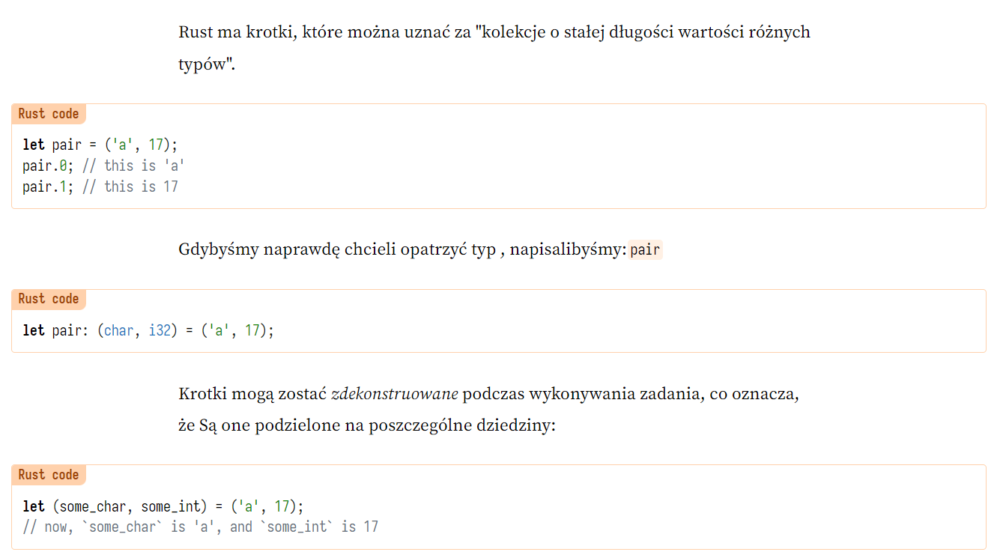 Rust ma krotki, które można uznać za "kolekcje o stałej długości wartości różnych
typów".
Rust code
let pair = ('a', 17);
pair.0; // this is 'a'
pair.1; // this is 17
Gdybyśmy naprawdę chcieli opatrzyć typ , napisalibyśmy: pair
Rust code
let pair: (char, i32) = ('a', 17);
Krotki mogą zostać zdekonstruowane podczas wykonywania zadania, co oznacza,
że Są one podzielone na poszczególne dziedziny:
Rust code
let (some_char, some_int) = ('a', 17);
// now, `some_char` is 'a', and `some_int` is 17